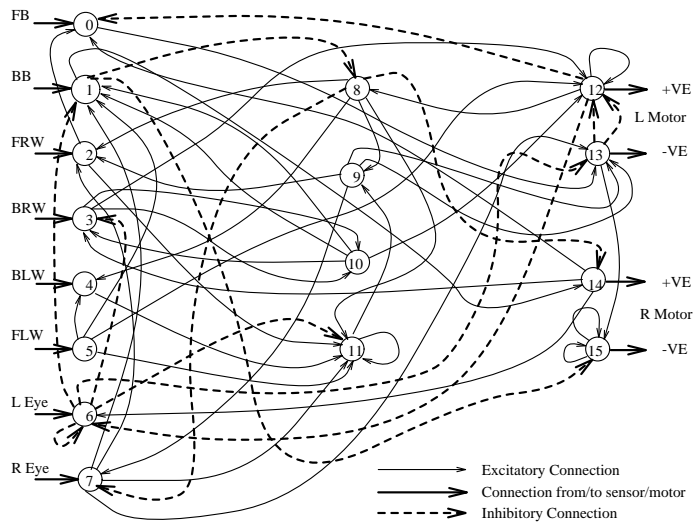 FB
0
BB
1
8
12
+VE
L Motor
FRW
2
13
-VE
9
BRW
3
10
BLW
4
14
+VE
R Motor
FLW
5
11
15
-VE
L Eye
6
R Eye
7
Excitatory Connection
Connection from/to sensor/motor
Inhibitory Connection